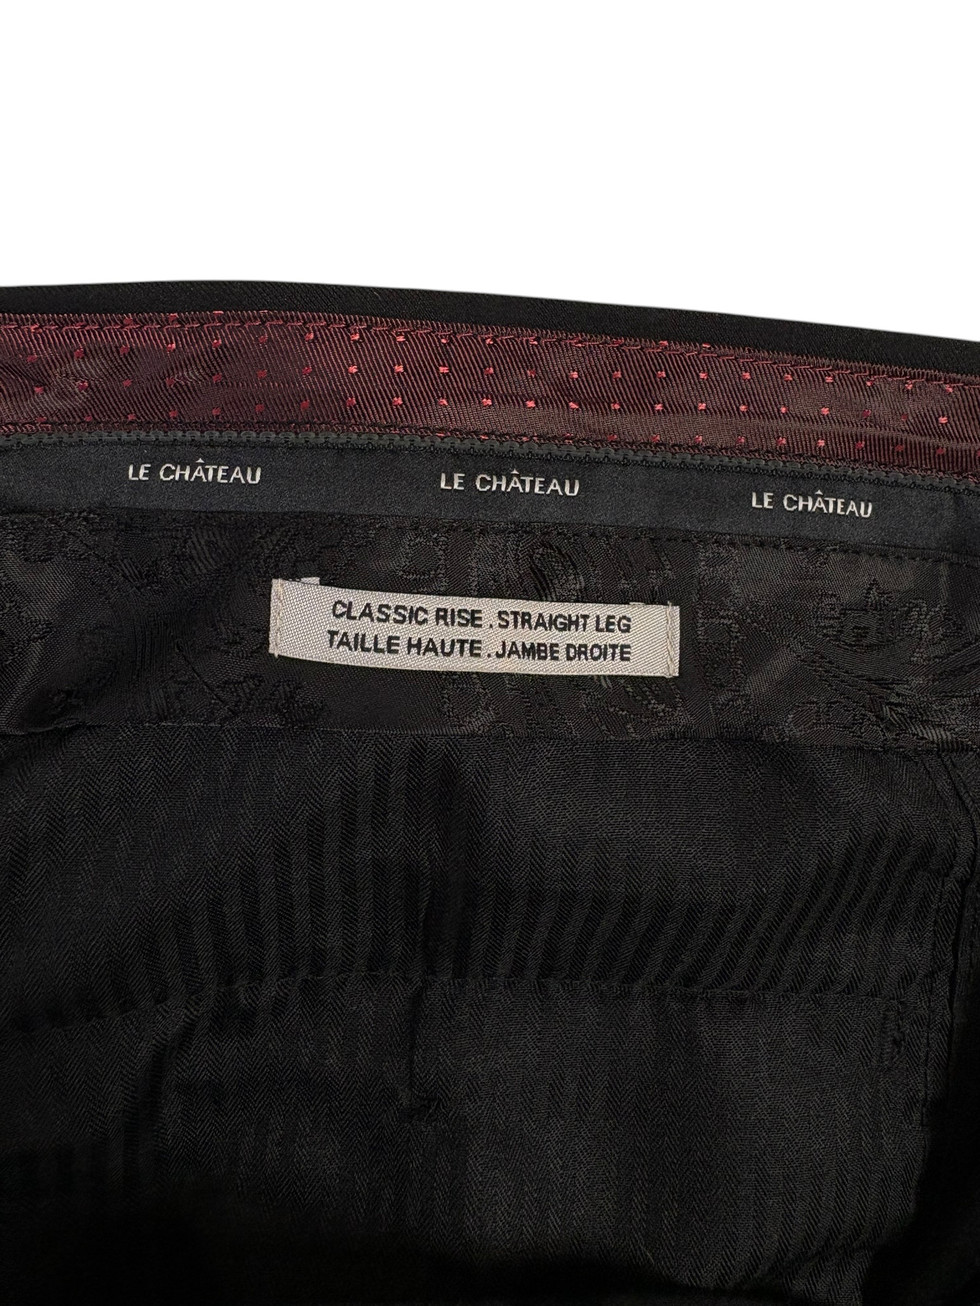 LE CHÂTEAU LE CHÂTEAU LE CHÂTEAU
CLASSIC RISE . STRAIGHT LEG
TAILLE HAUTE . JAMBE DROITE